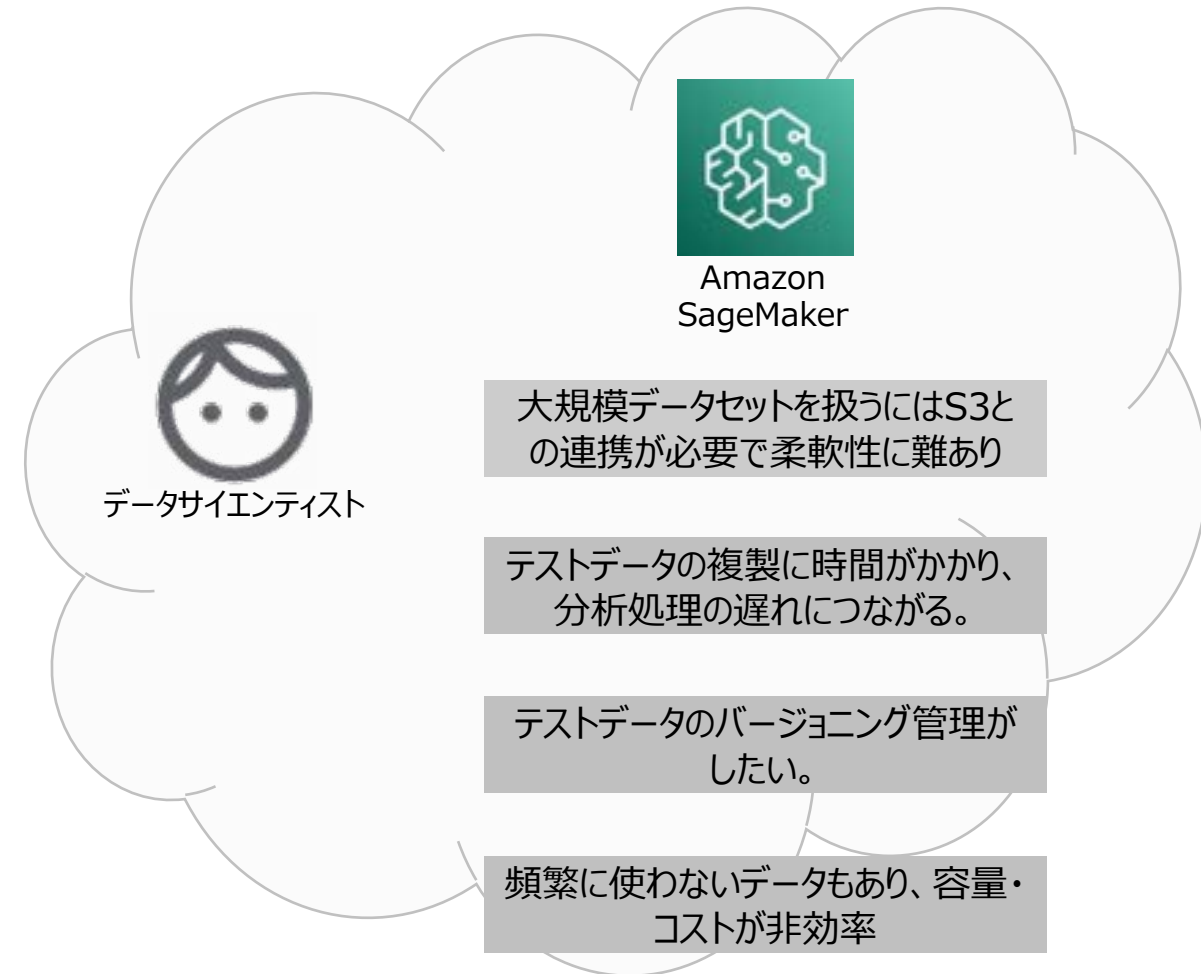 Amazon
SageMaker
データサイエンティスト
大規模データセットを扱うにはS3と
の連携が必要で柔軟性に難あり
テストデータの複製に時間がかかり、
分析処理の遅れにつながる。
テストデータのバージョニング管理が
したい。
頻繁に使わないデータもあり、容量・
コストが非効率